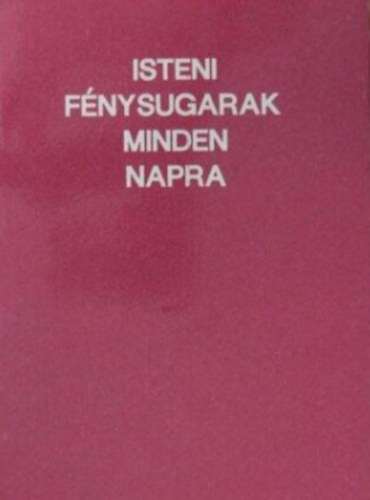 ISTENI
FÉNYSUGARAK
MINDEN
NAPRA